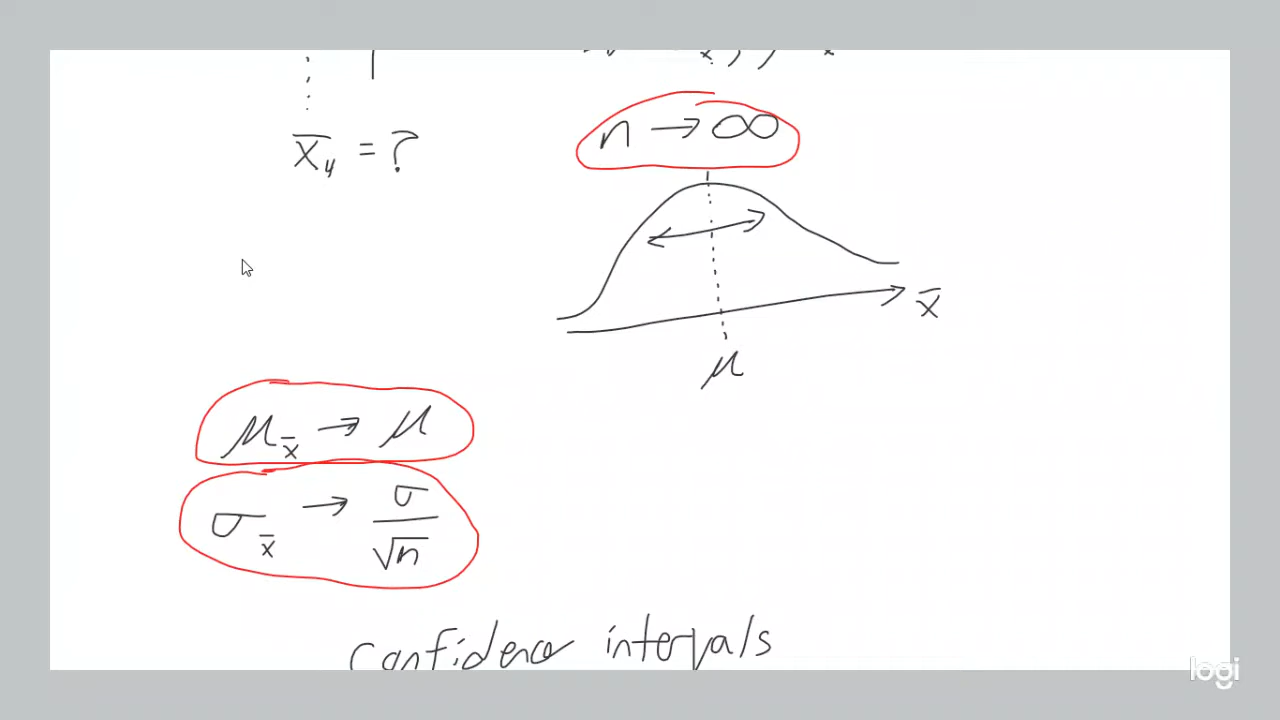 x̄₄ = ?
n → ∞
x̄
μ
μ_x̄ → μ
σ_x̄ → σ/√n
confidence intervals
logi